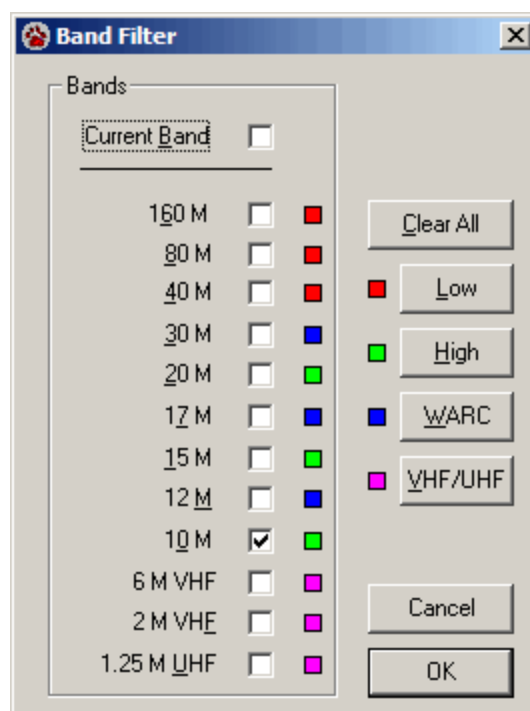 Band Filter
Bands
Current Band
160 M
80 M
40 M
30 M
20 M
17 M
15 M
12 M
10 M
6 M VHF
2 M VHF
1.25 M UHF
Clear All
Low
High
WARC
VHF/UHF
Cancel
OK